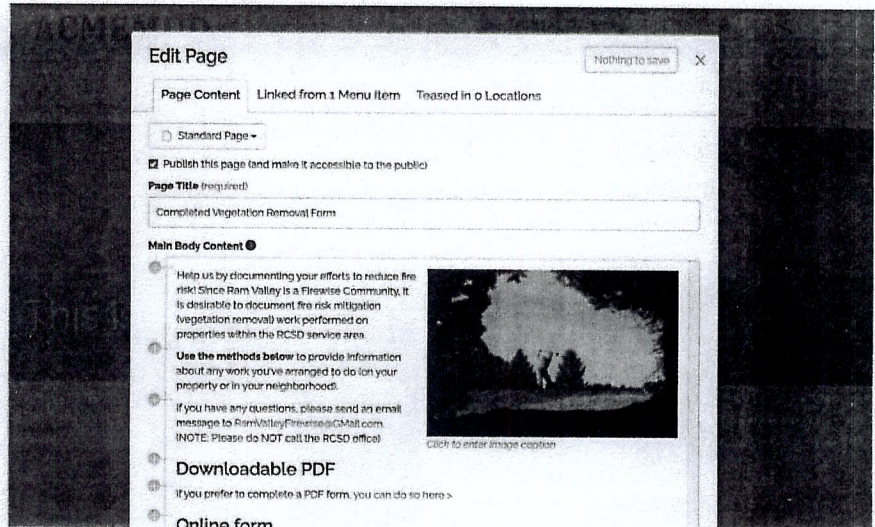 Edit Page
Nothing to save
Page Content
Linked from 1 Menu Item
Teased in 0 Locations
Standard Page
Publish this page (and make it accessible to the public)
Page Title (required)
Completed Vegetation Removal Form
Main Body Content
Help us by documenting your efforts to reduce fire
risk! Since Ram Valley is a Firewise Community, it
is desirable to document fire risk mitigation
(vegetation removal) work performed on
properties within the RCSD service area.
Use the methods below to provide information
about any work you've arranged to do (on your
property or in your neighborhood).
If you have any questions, please send an email
message to RamValleyFirewise@GMail.com.
(NOTE: Please do NOT call the RCSD office)
Click to enter image caption
Downloadable PDF
If you prefer to complete a PDF form, you can do so here >
Online form